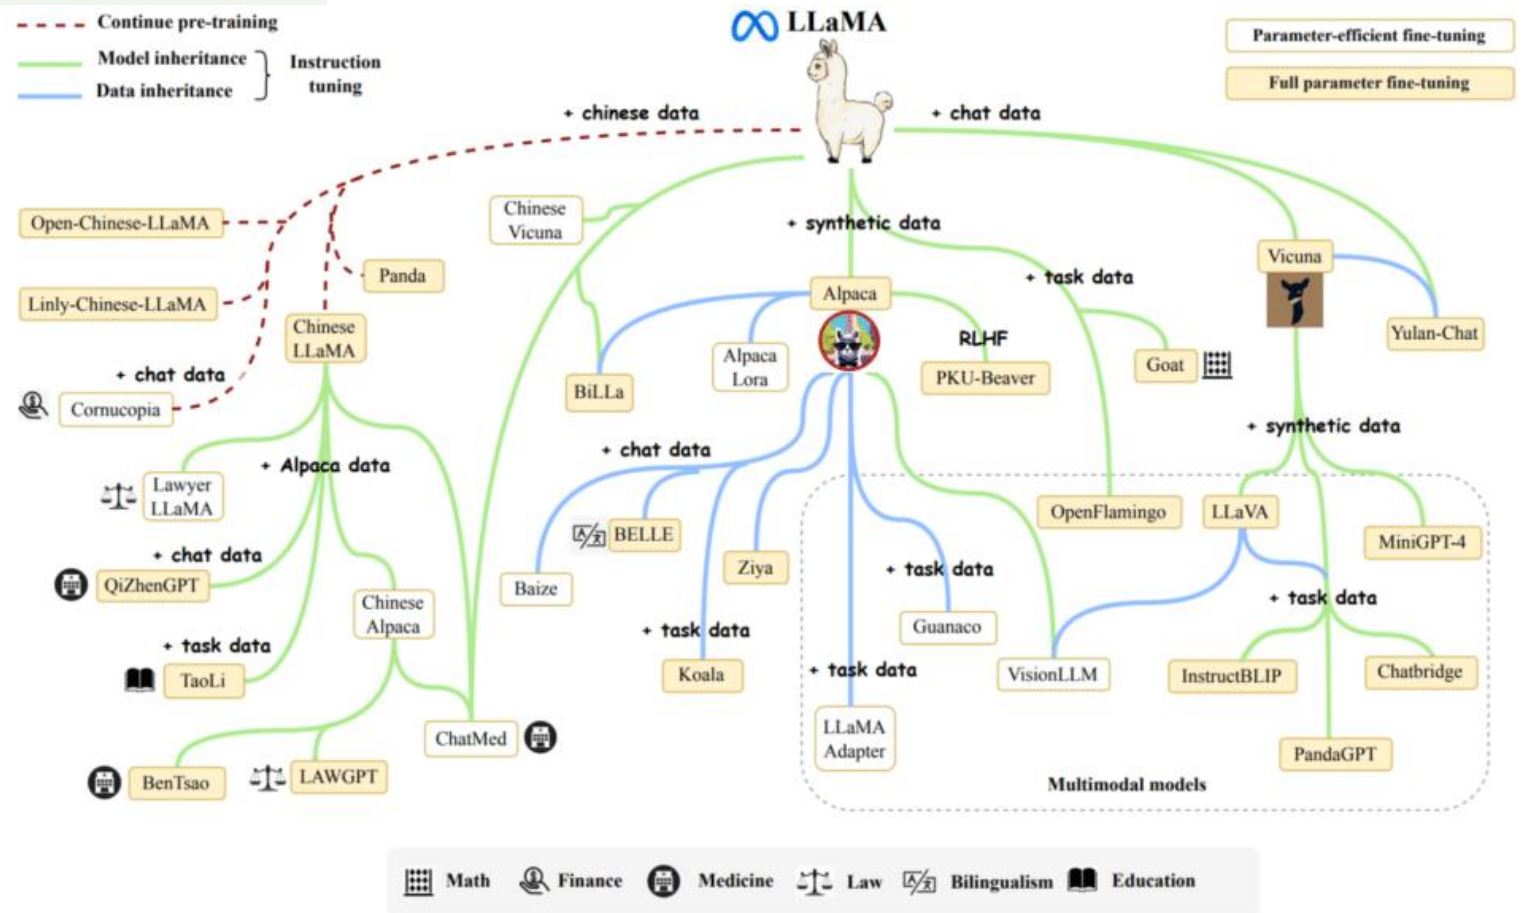 Continue pre-training
Model inheritance
Data inheritance
Instruction
tuning
LLaMA
Parameter-efficient fine-tuning
Full parameter fine-tuning
+ chinese data
+ chat data
Open-Chinese-LLaMA
Linly-Chinese-LLaMA
Panda
Chinese
LLaMA
+ chat data
Cornucopia
Chinese
Vicuna
+ synthetic data
+ task data
Alpaca
Vicuna
Yulan-Chat
BiLLa
Alpaca
Lora
RLHF
PKU-Beaver
Goat
+ Alpaca data
Lawyer
LLaMA
+ chat data
QiZhenGPT
+ task data
TaoLi
Chinese
Alpaca
BenTsao
LAWGPT
ChatMed
+ chat data
Baize
BELLE
Ziya
+ task data
Koala
+ synthetic data
OpenFlamingo
LLaVA
MiniGPT-4
+ task data
Guanaco
+ task data
LLaMA
Adapter
VisionLLM
+ task data
InstructBLIP
Chatbridge
PandaGPT
Multimodal models
Math
Finance
Medicine
Law
Bilingualism
Education